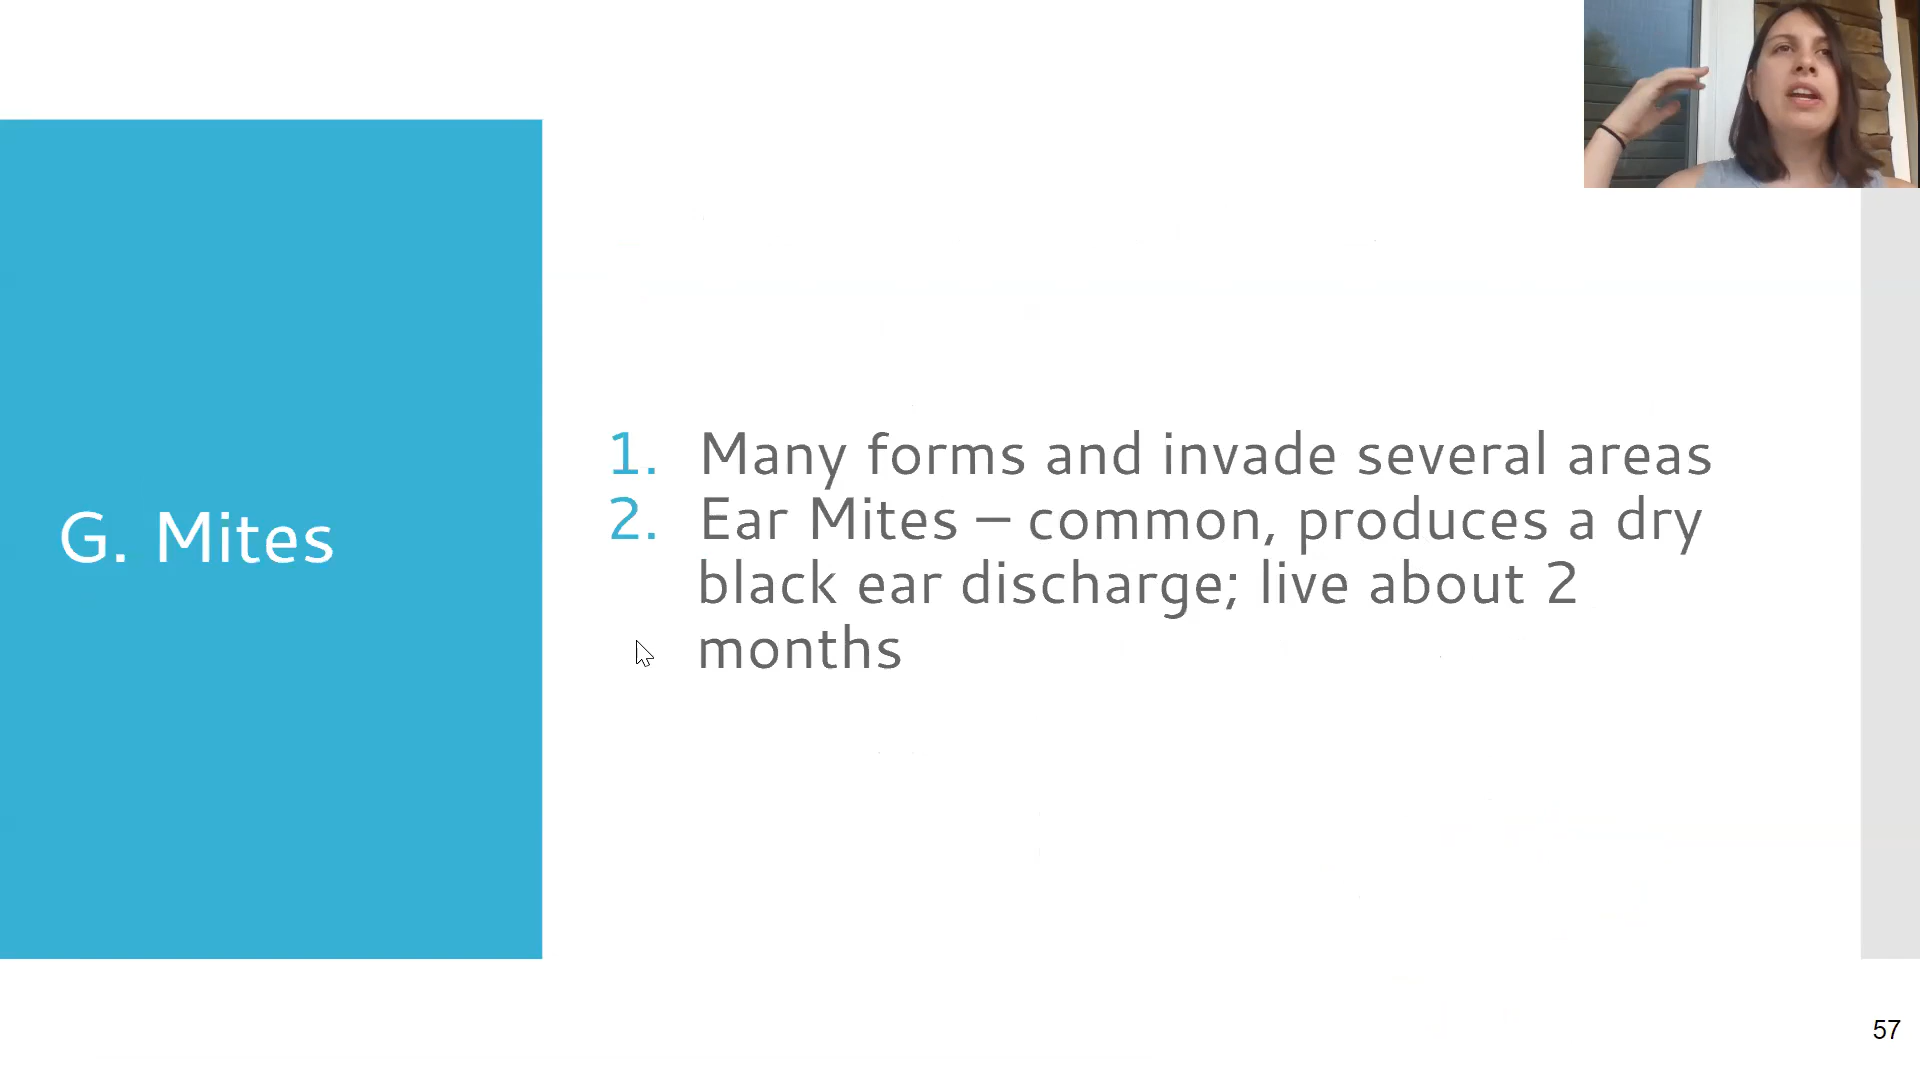 G. Mites
1. Many forms and invade several areas
2. Ear Mites – common, produces a dry
black ear discharge; live about 2
months
57